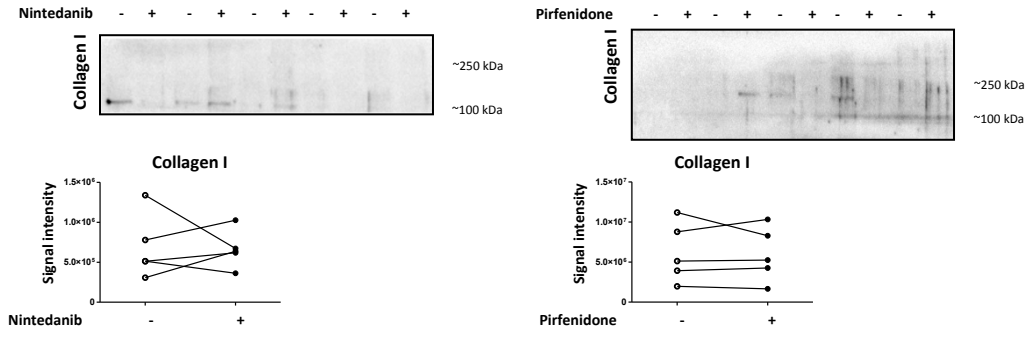 Nintedanib - + - + - + - + - + - + - +
Collagen I
~250 kDa
~100 kDa
Collagen I
Signal intensity
1.5×10⁶
1.0×10⁶
5.0×10⁵
0
Nintedanib - +
Pirfenidone - + - + - + - + - +
Collagen I
~250 kDa
~100 kDa
Collagen I
Signal intensity
1.5×10⁷
1.0×10⁷
5.0×10⁶
0
Pirfenidone - +